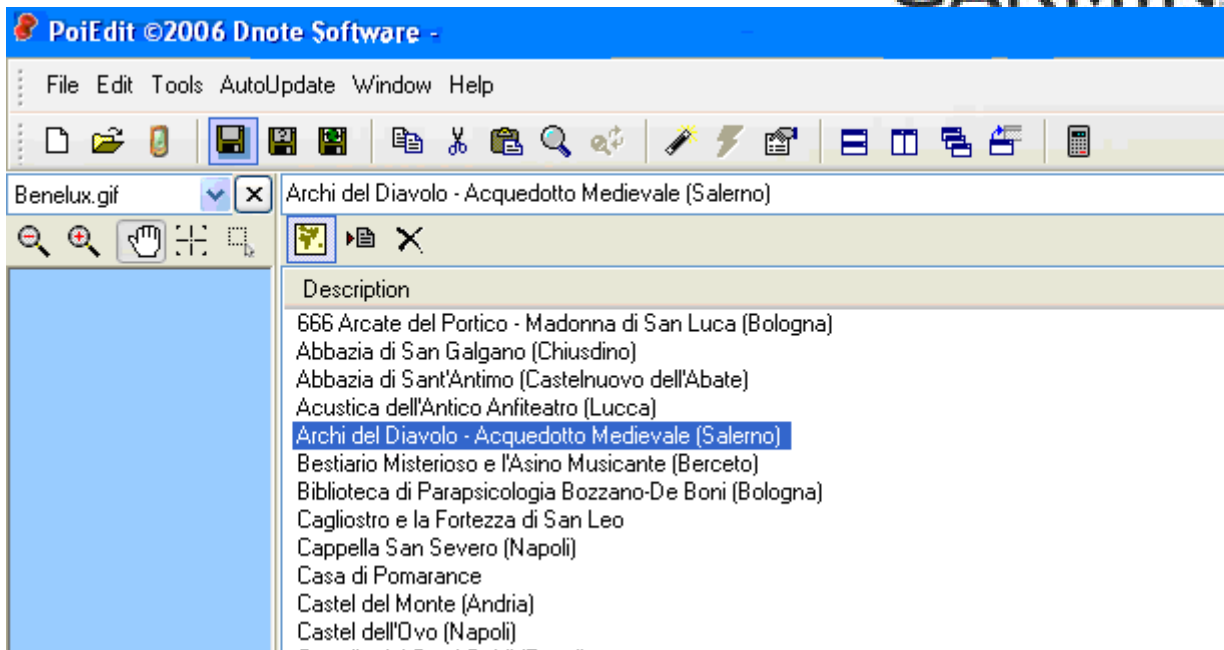 PoiEdit ©2006 Dnote Software -
File Edit Tools AutoUpdate Window Help
Benelux.gif
Archi del Diavolo - Acquedotto Medievale (Salerno)
Description
666 Arcate del Portico - Madonna di San Luca (Bologna)
Abbazia di San Galgano (Chiusdino)
Abbazia di Sant'Antimo (Castelnuovo dell'Abate)
Acustica dell'Antico Anfiteatro (Lucca)
Archi del Diavolo - Acquedotto Medievale (Salerno)
Bestiario Misterioso e l'Asino Musicante (Berceto)
Biblioteca di Parapsicologia Bozzano-De Boni (Bologna)
Cagliostro e la Fortezza di San Leo
Cappella San Severo (Napoli)
Casa di Pomarance
Castel del Monte (Andria)
Castel dell'Ovo (Napoli)